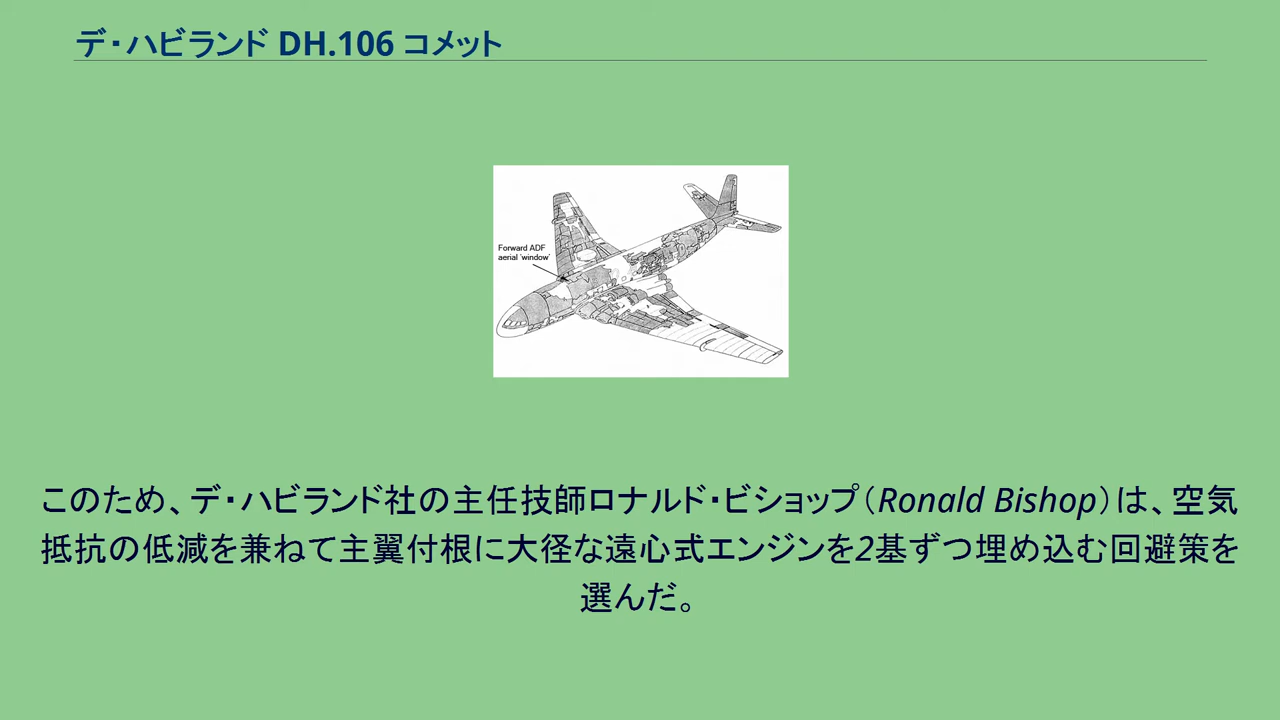 デ・ハビランド DH.106 コメット
Forward ADF
aerial 'window'
このため、デ・ハビランド社の主任技師ロナルド・ビショップ（Ronald Bishop）は、空気
抵抗の低減を兼ねて主翼付根に大径な遠心式エンジンを2基ずつ埋め込む回避策を
選んだ。